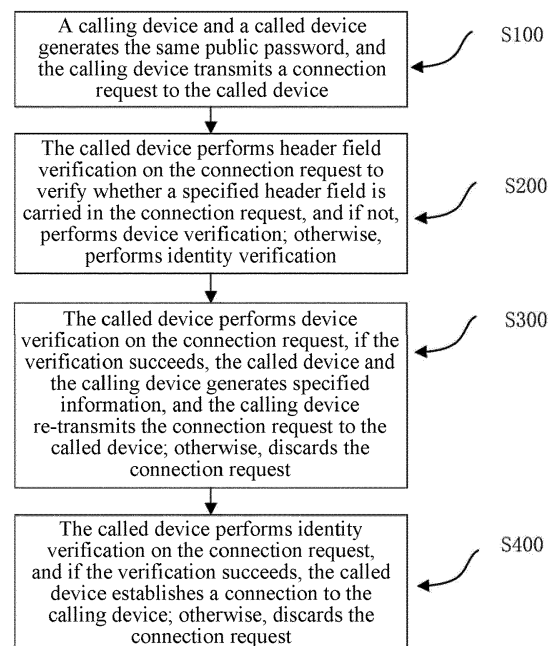 A calling device and a called device
generates the same public password, and
the calling device transmits a connection
request to the called device
S100
The called device performs header field
verification on the connection request to
verify whether a specified header field is
carried in the connection request, and if not,
performs device verification; otherwise,
performs identity verification
S200
The called device performs device
verification on the connection request, if the
verification succeeds, the called device and
the calling device generates specified
information, and the calling device
re-transmits the connection request to the
called device; otherwise, discards the
connection request
S300
The called device performs identity
verification on the connection request,
and if the verification succeeds, the called
device establishes a connection to the
calling device; otherwise, discards the
connection request
S400